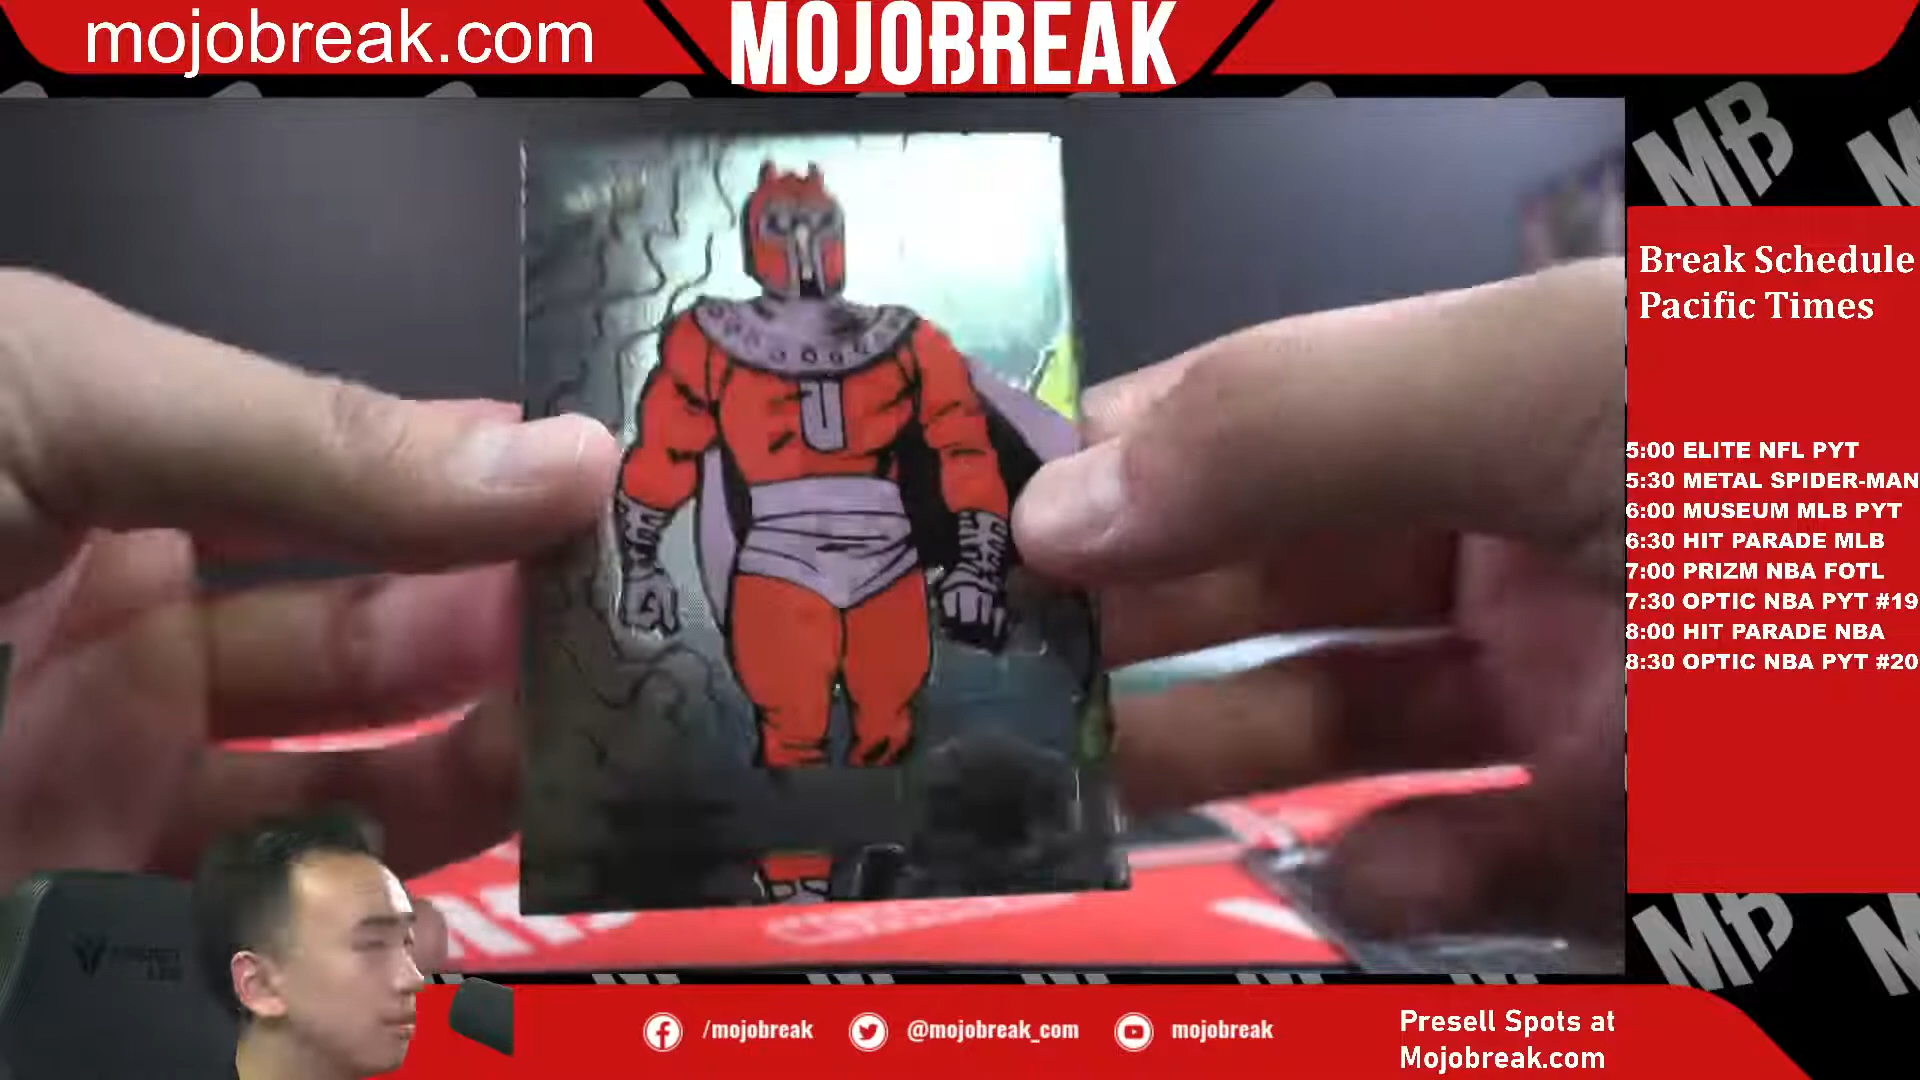 mojobreak.com
MOJOBREAK
Break Schedule
Pacific Times
5:00 ELITE NFL PYT
5:30 METAL SPIDER-MAN
6:00 MUSEUM MLB PYT
6:30 HIT PARADE MLB
7:00 PRIZM NBA FOTL
7:30 OPTIC NBA PYT #19
8:00 HIT PARADE NBA
8:30 OPTIC NBA PYT #20
MB
MB
/mojobreak
@mojobreak_com
mojobreak
Presell Spots at
Mojobreak.com